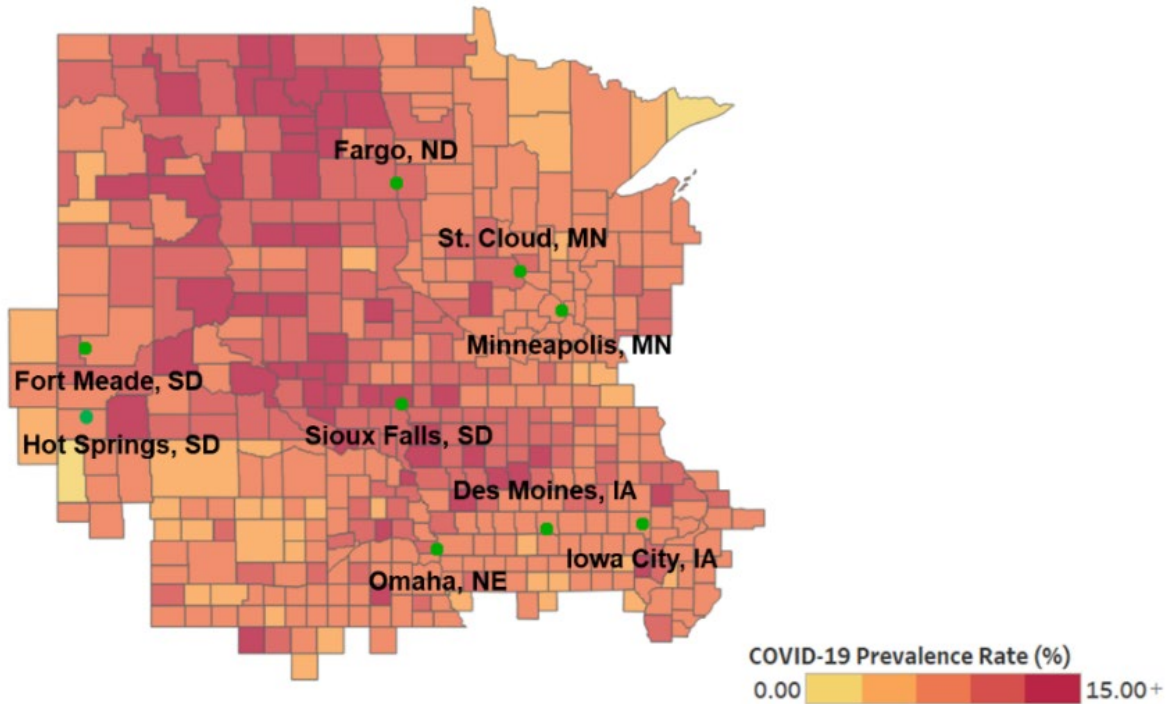 Fargo, ND
St. Cloud, MN
Minneapolis, MN
Fort Meade, SD
Hot Springs, SD
Sioux Falls, SD
Des Moines, IA
Iowa City, IA
Omaha, NE
COVID-19 Prevalence Rate (%)
0.00 15.00+